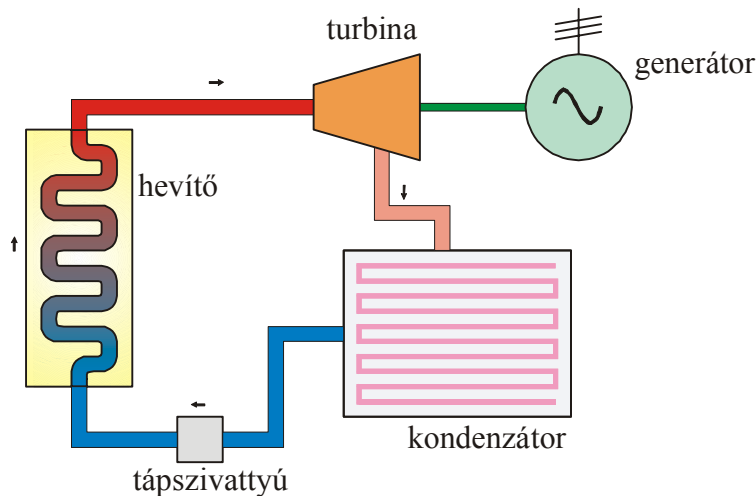 turbina
generátor
hevítő
kondenzátor
tápszivattyú